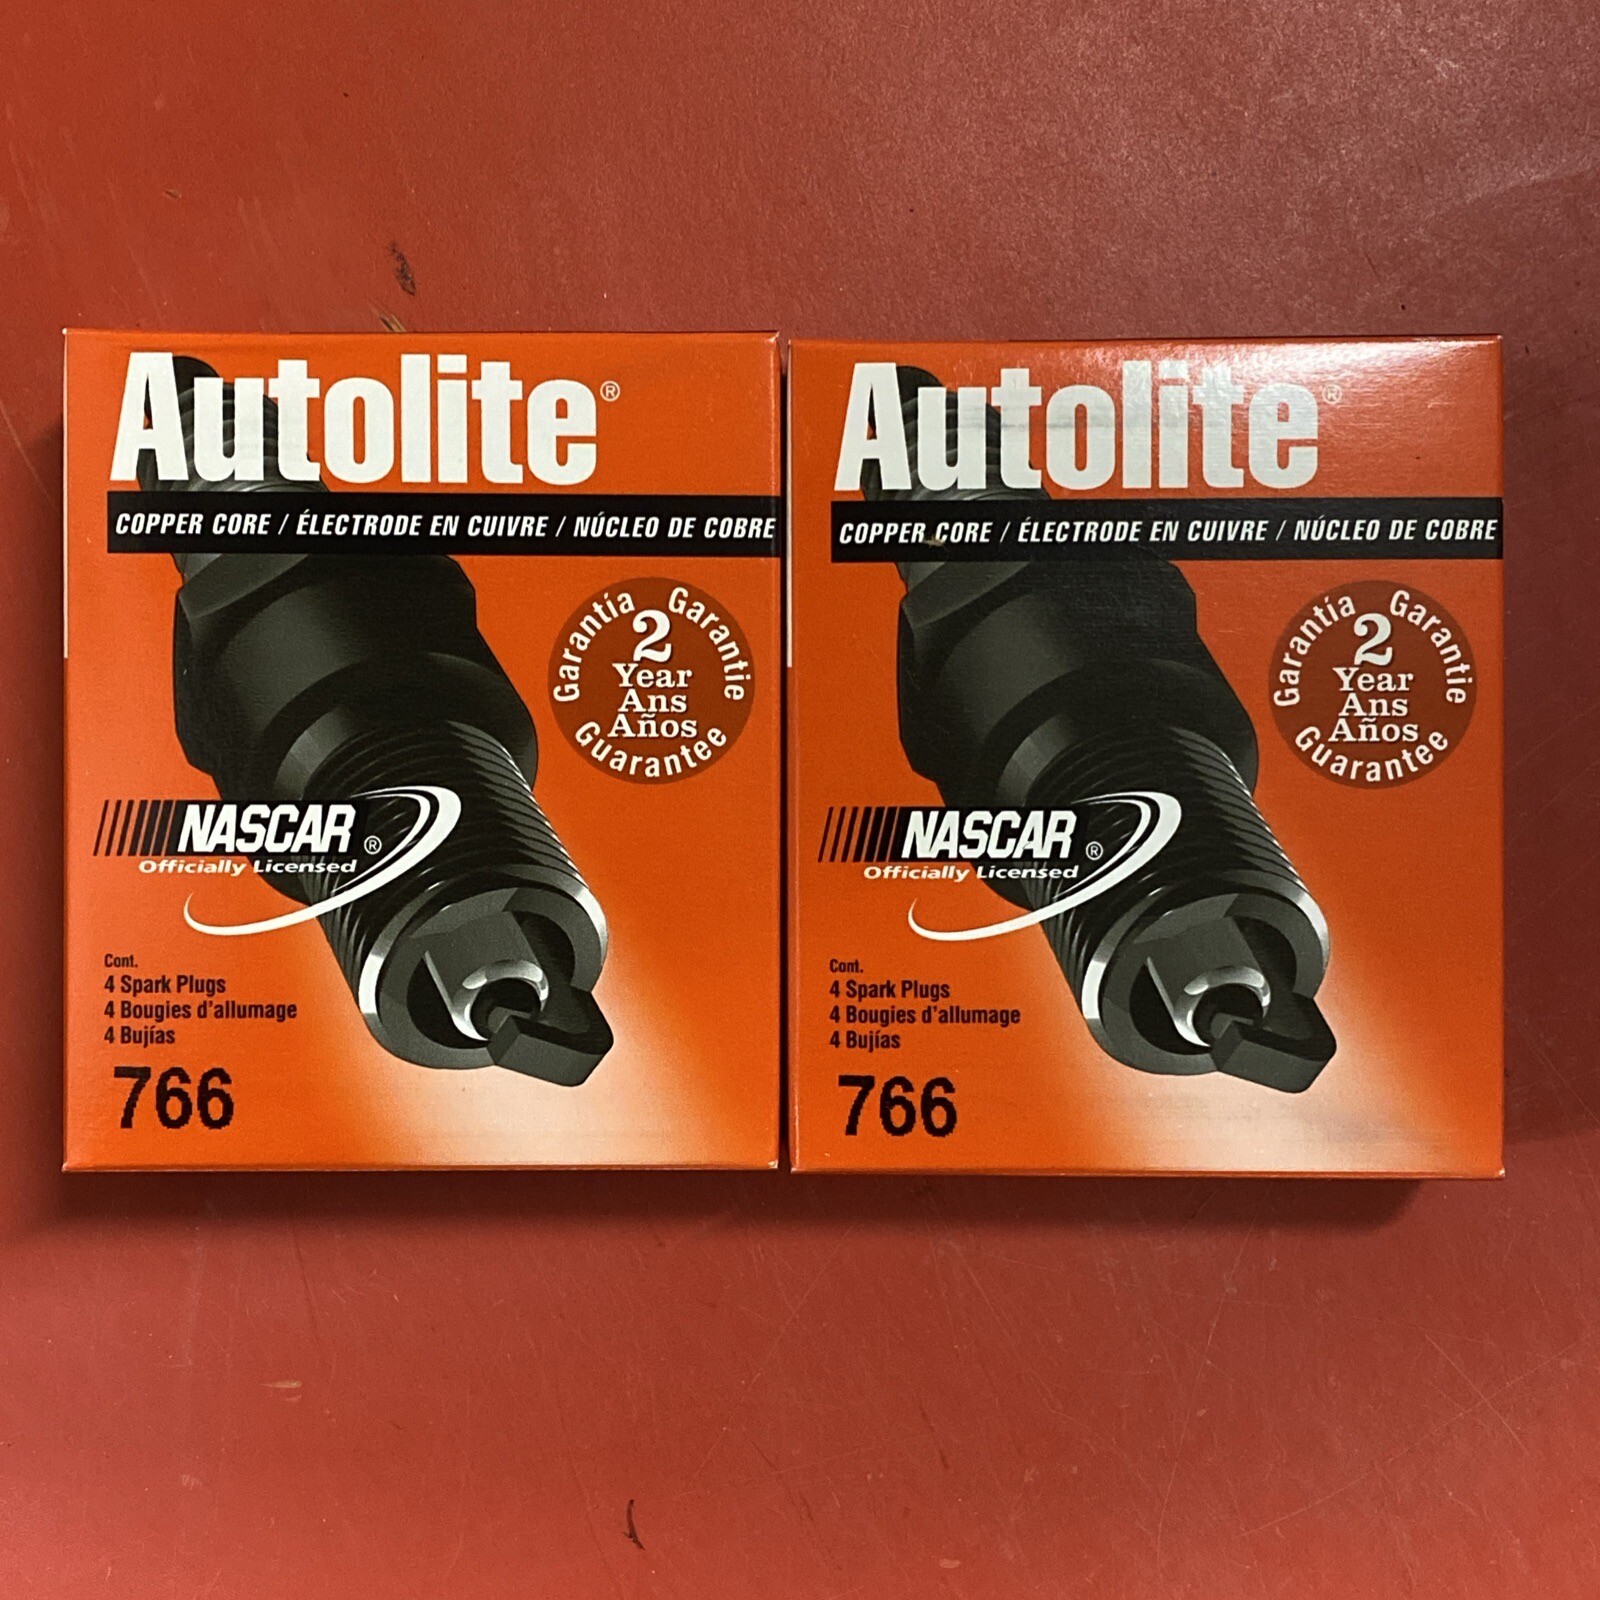 Autolite®
COPPER CORE / ÉLECTRODE EN CUIVRE / NÚCLEO DE COBRE
Garantía Garantie
2
Year
Ans
Años
Guarantee
NASCAR®
Officially Licensed
Cont.
4 Spark Plugs
4 Bougies d'allumage
4 Bujías
766
Autolite®
COPPER CORE / ÉLECTRODE EN CUIVRE / NÚCLEO DE COBRE
Garantía Garantie
2
Year
Ans
Años
Guarantee
NASCAR®
Officially Licensed
Cont.
4 Spark Plugs
4 Bougies d'allumage
4 Bujías
766